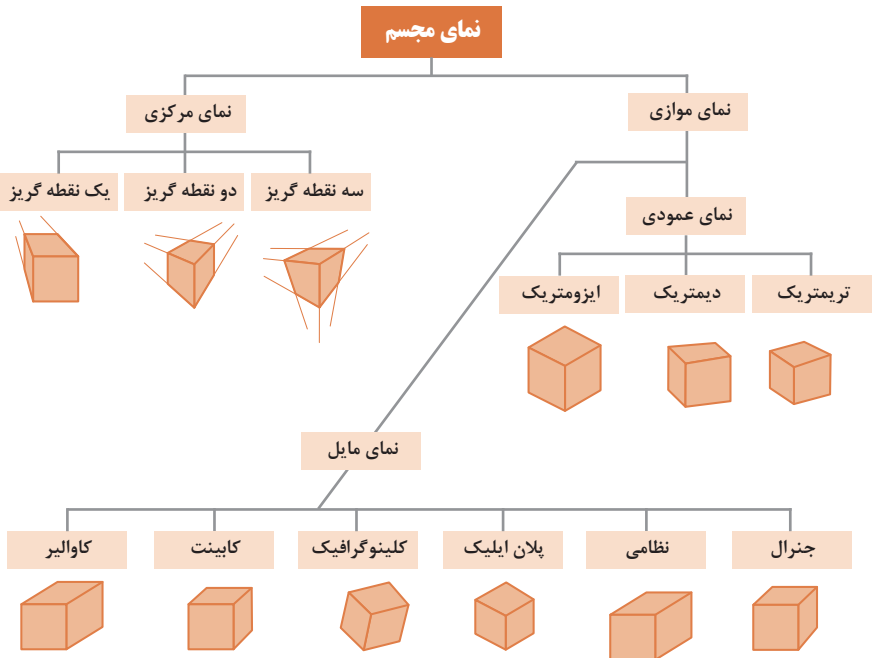 نمای مجسم
نمای موازی
نمای مرکزی
سه نقطه گریز
دو نقطه گریز
یک نقطه گریز
نمای عمودی
تریمتریک
دیمتریک
ایزومتریک
نمای مایل
جنرال
نظامی
پلان ایلیک
کلینوگرافیک
کابینت
کاوالیر